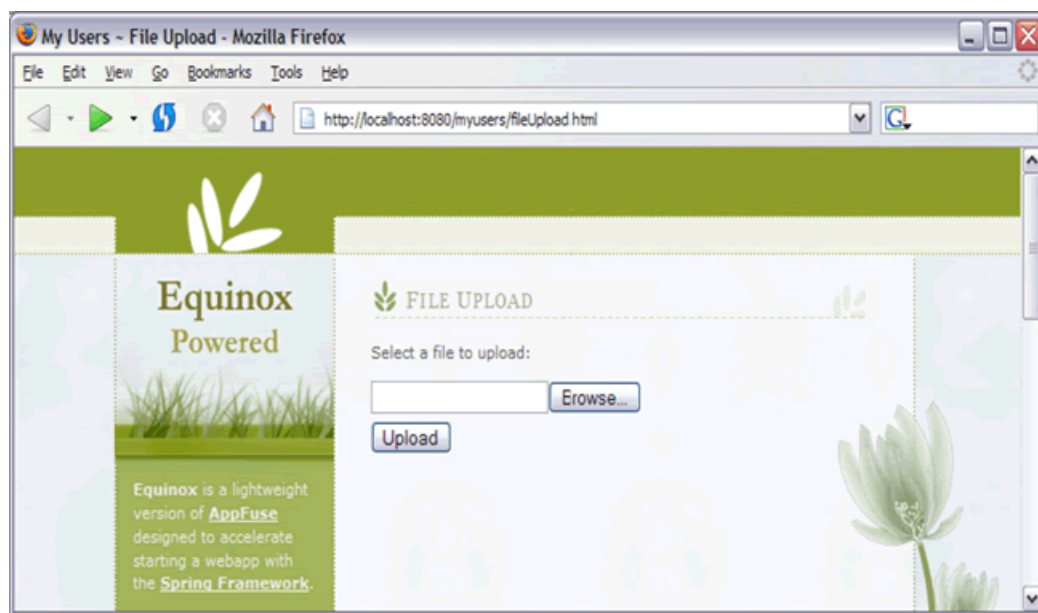 My Users ~ File Upload - Mozilla Firefox
File Edit View Go Bookmarks Tools Help
http://localhost:8080/myusers/fileUpload html
G
Equinox
Powered
FILE UPLOAD
Select a file to upload:
Erowse...
Upload
Equinox is a lightweight
version of AppFuse
designed to accelerate
starting a webapp with
the Spring Framework.